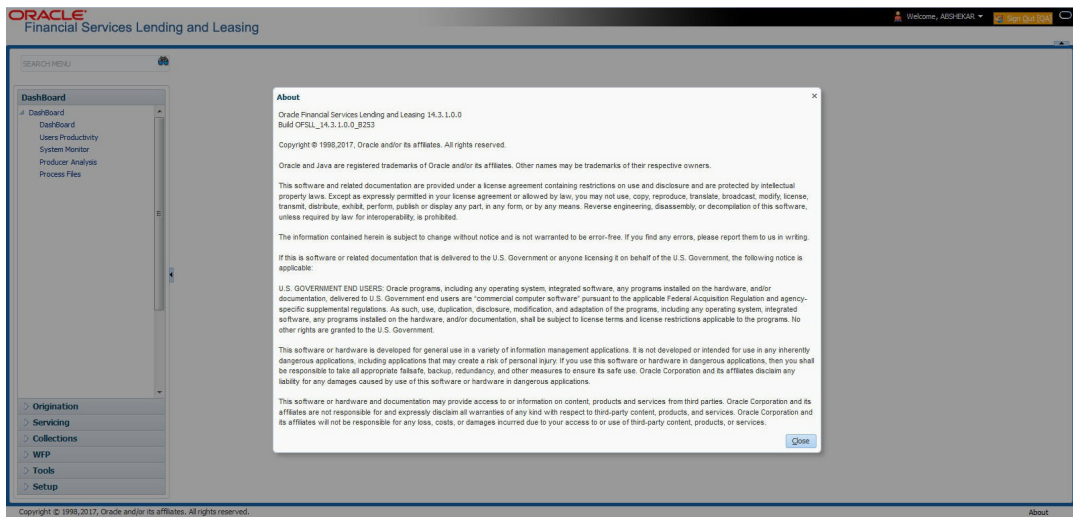 ORACLE®
Financial Services Lending and Leasing
Welcome, ABSHEKAR
Sign Out [QA]
SEARCH MENU
DashBoard
DashBoard
DashBoard
Users Productivity
System Monitor
Producer Analysis
Process Files
Origination
Servicing
Collections
WFP
Tools
Setup
About
Oracle Financial Services Lending and Leasing 14.3.1.0.0
Build OFSLL_14.3.1.0.0_B253
Copyright © 1998,2017, Oracle and/or its affiliates. All rights reserved.
Oracle and Java are registered trademarks of Oracle and/or its affiliates. Other names may be trademarks of their respective owners.
This software and related documentation are provided under a license agreement containing restrictions on use and disclosure and are protected by intellectual
property laws. Except as expressly permitted in your license agreement or allowed by law, you may not use, copy, reproduce, translate, broadcast, modify, license,
transmit, distribute, exhibit, perform, publish or display any part, in any form, or by any means. Reverse engineering, disassembly, or decompilation of this software,
unless required by law for interoperability, is prohibited.
The information contained herein is subject to change without notice and is not warranted to be error-free. If you find any errors, please report them to us in writing.
If this is software or related documentation that is delivered to the U.S. Government or anyone licensing it on behalf of the U.S. Government, the following notice is
applicable:
U.S. GOVERNMENT END USERS: Oracle programs, including any operating system, integrated software, any programs installed on the hardware, and/or
documentation, delivered to U.S. Government end users are "commercial computer software" pursuant to the applicable Federal Acquisition Regulation and agency-
specific supplemental regulations. As such, use, duplication, disclosure, modification, and adaptation of the programs, including any operating system, integrated
software, any programs installed on the hardware, and/or documentation, shall be subject to license terms and license restrictions applicable to the programs. No
other rights are granted to the U.S. Government.
This software or hardware is developed for general use in a variety of information management applications. It is not developed or intended for use in any inherently
dangerous applications, including applications that may create a risk of personal injury. If you use this software or hardware in dangerous applications, then you shall
be responsible to take all appropriate failsafe, backup, redundancy, and other measures to ensure its safe use. Oracle Corporation and its affiliates disclaim any
liability for any damages caused by use of this software or hardware in dangerous applications.
This software or hardware and documentation may provide access to or information on content, products and services from third parties. Oracle Corporation and its
affiliates are not responsible for and expressly disclaim all warranties of any kind with respect to third-party content, products, and services. Oracle Corporation and
its affiliates will not be responsible for any loss, costs, or damages incurred due to your access to or use of third-party content, products, or services.
Close
Copyright © 1998,2017, Oracle and/or its affiliates. All rights reserved.
About